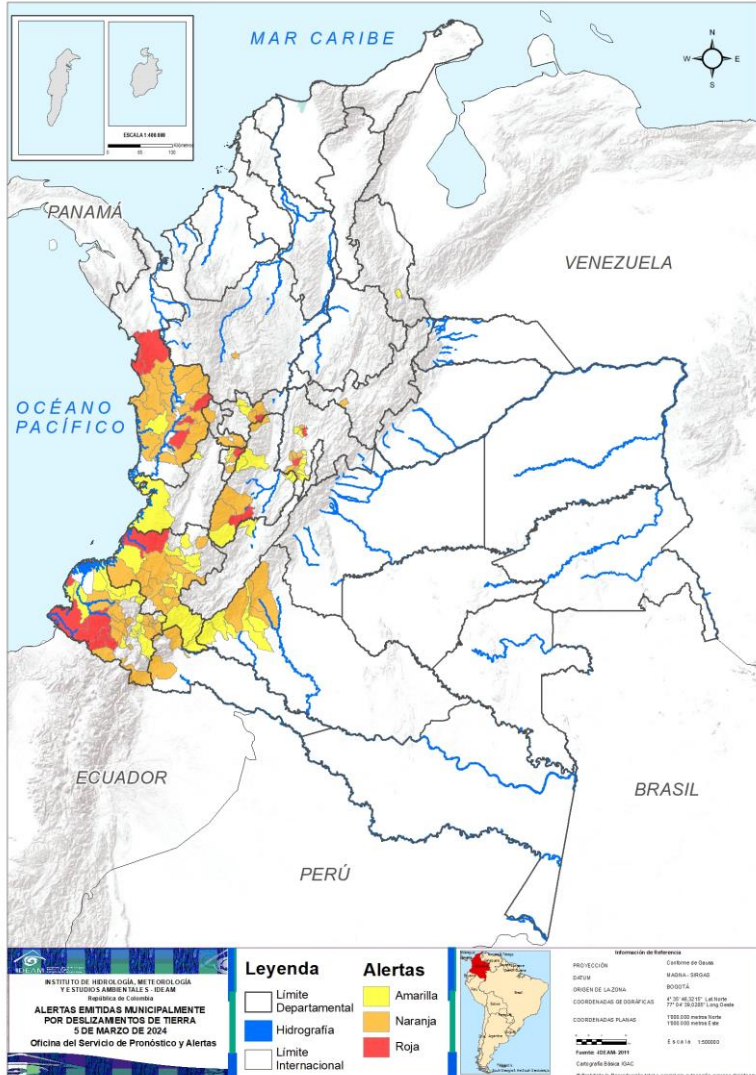 MAR CARIBE
N
W
E
S
ESCALA 1:400.000
PANAMÁ
VENEZUELA
OCÉANO
PACÍFICO
ECUADOR
BRASIL
PERÚ
IDEAM
INSTITUTO DE HIDROLOGÍA, METEOROLOGÍA
Y ESTUDIOS AMBIENTALES - IDEAM
República de Colombia
ALERTAS EMITIDAS MUNICIPALMENTE
POR DESLIZAMIENTOS DE TIERRA
5 DE MARZO DE 2024
Oficina del Servicio de Pronóstico y Alertas
Leyenda
Límite
Departamental
Hidrografía
Límite
Internacional
Alertas
Amarilla
Naranja
Roja
Información de Referencia
PROYECCIÓN Conforme de Gauss
DATUM MAGNA - SIRGAS
ORIGEN DE LA ZONA BOGOTÁ
COORDENADAS GEOGRÁFICAS
COORDENADAS PLANAS 1'000.000 metros Norte
1'000.000 metros Este
Escala
Fuente: IDEAM- 2011
Cartografía Básica IGAC